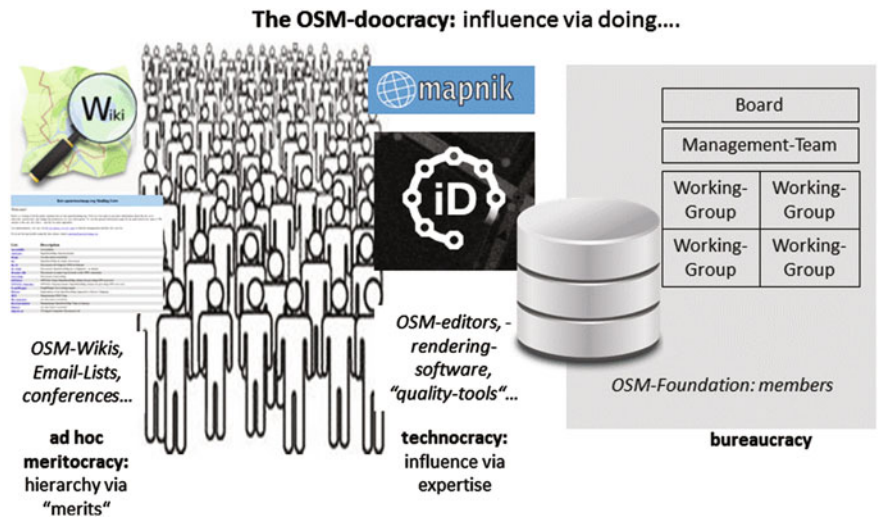 The OSM-doocracy: influence via doing....
Wiki
mapnik
iD
Board
Management-Team
Working-
Group
Working-
Group
Working-
Group
Working-
Group
OSM-Wikis,
Email-Lists,
conferences...
OSM-editors, -
rendering-
software,
"quality-tools"...
OSM-Foundation: members
ad hoc
meritocracy:
hierarchy via
"merits"
technocracy:
influence via
expertise
bureaucracy